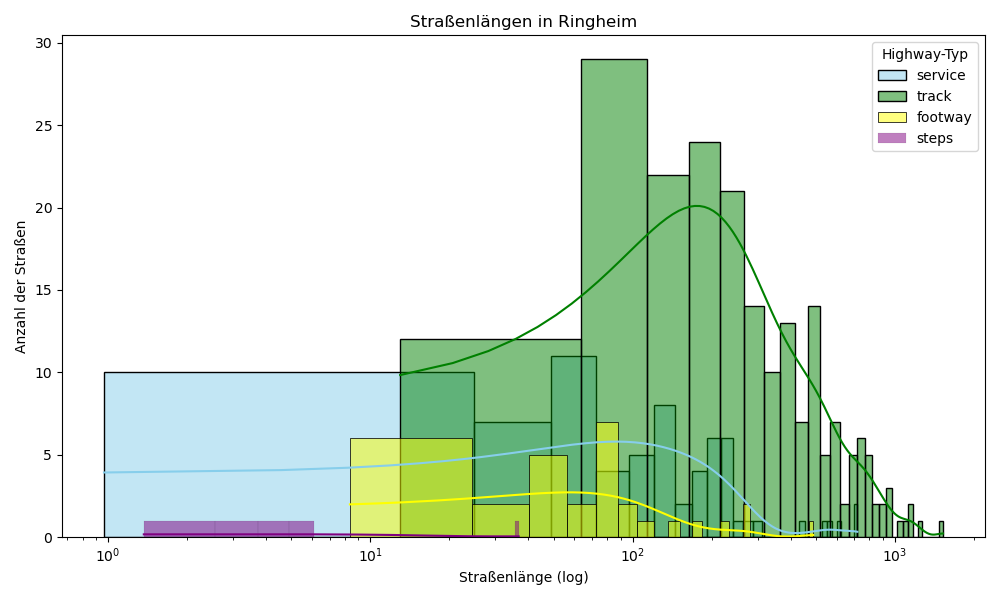 Straßenlängen in Ringheim
30
25
20
15
10
5
0
Anzahl der Straßen
Highway-Typ
service
track
footway
steps
10⁰ 10¹ 10² 10³
Straßenlänge (log)